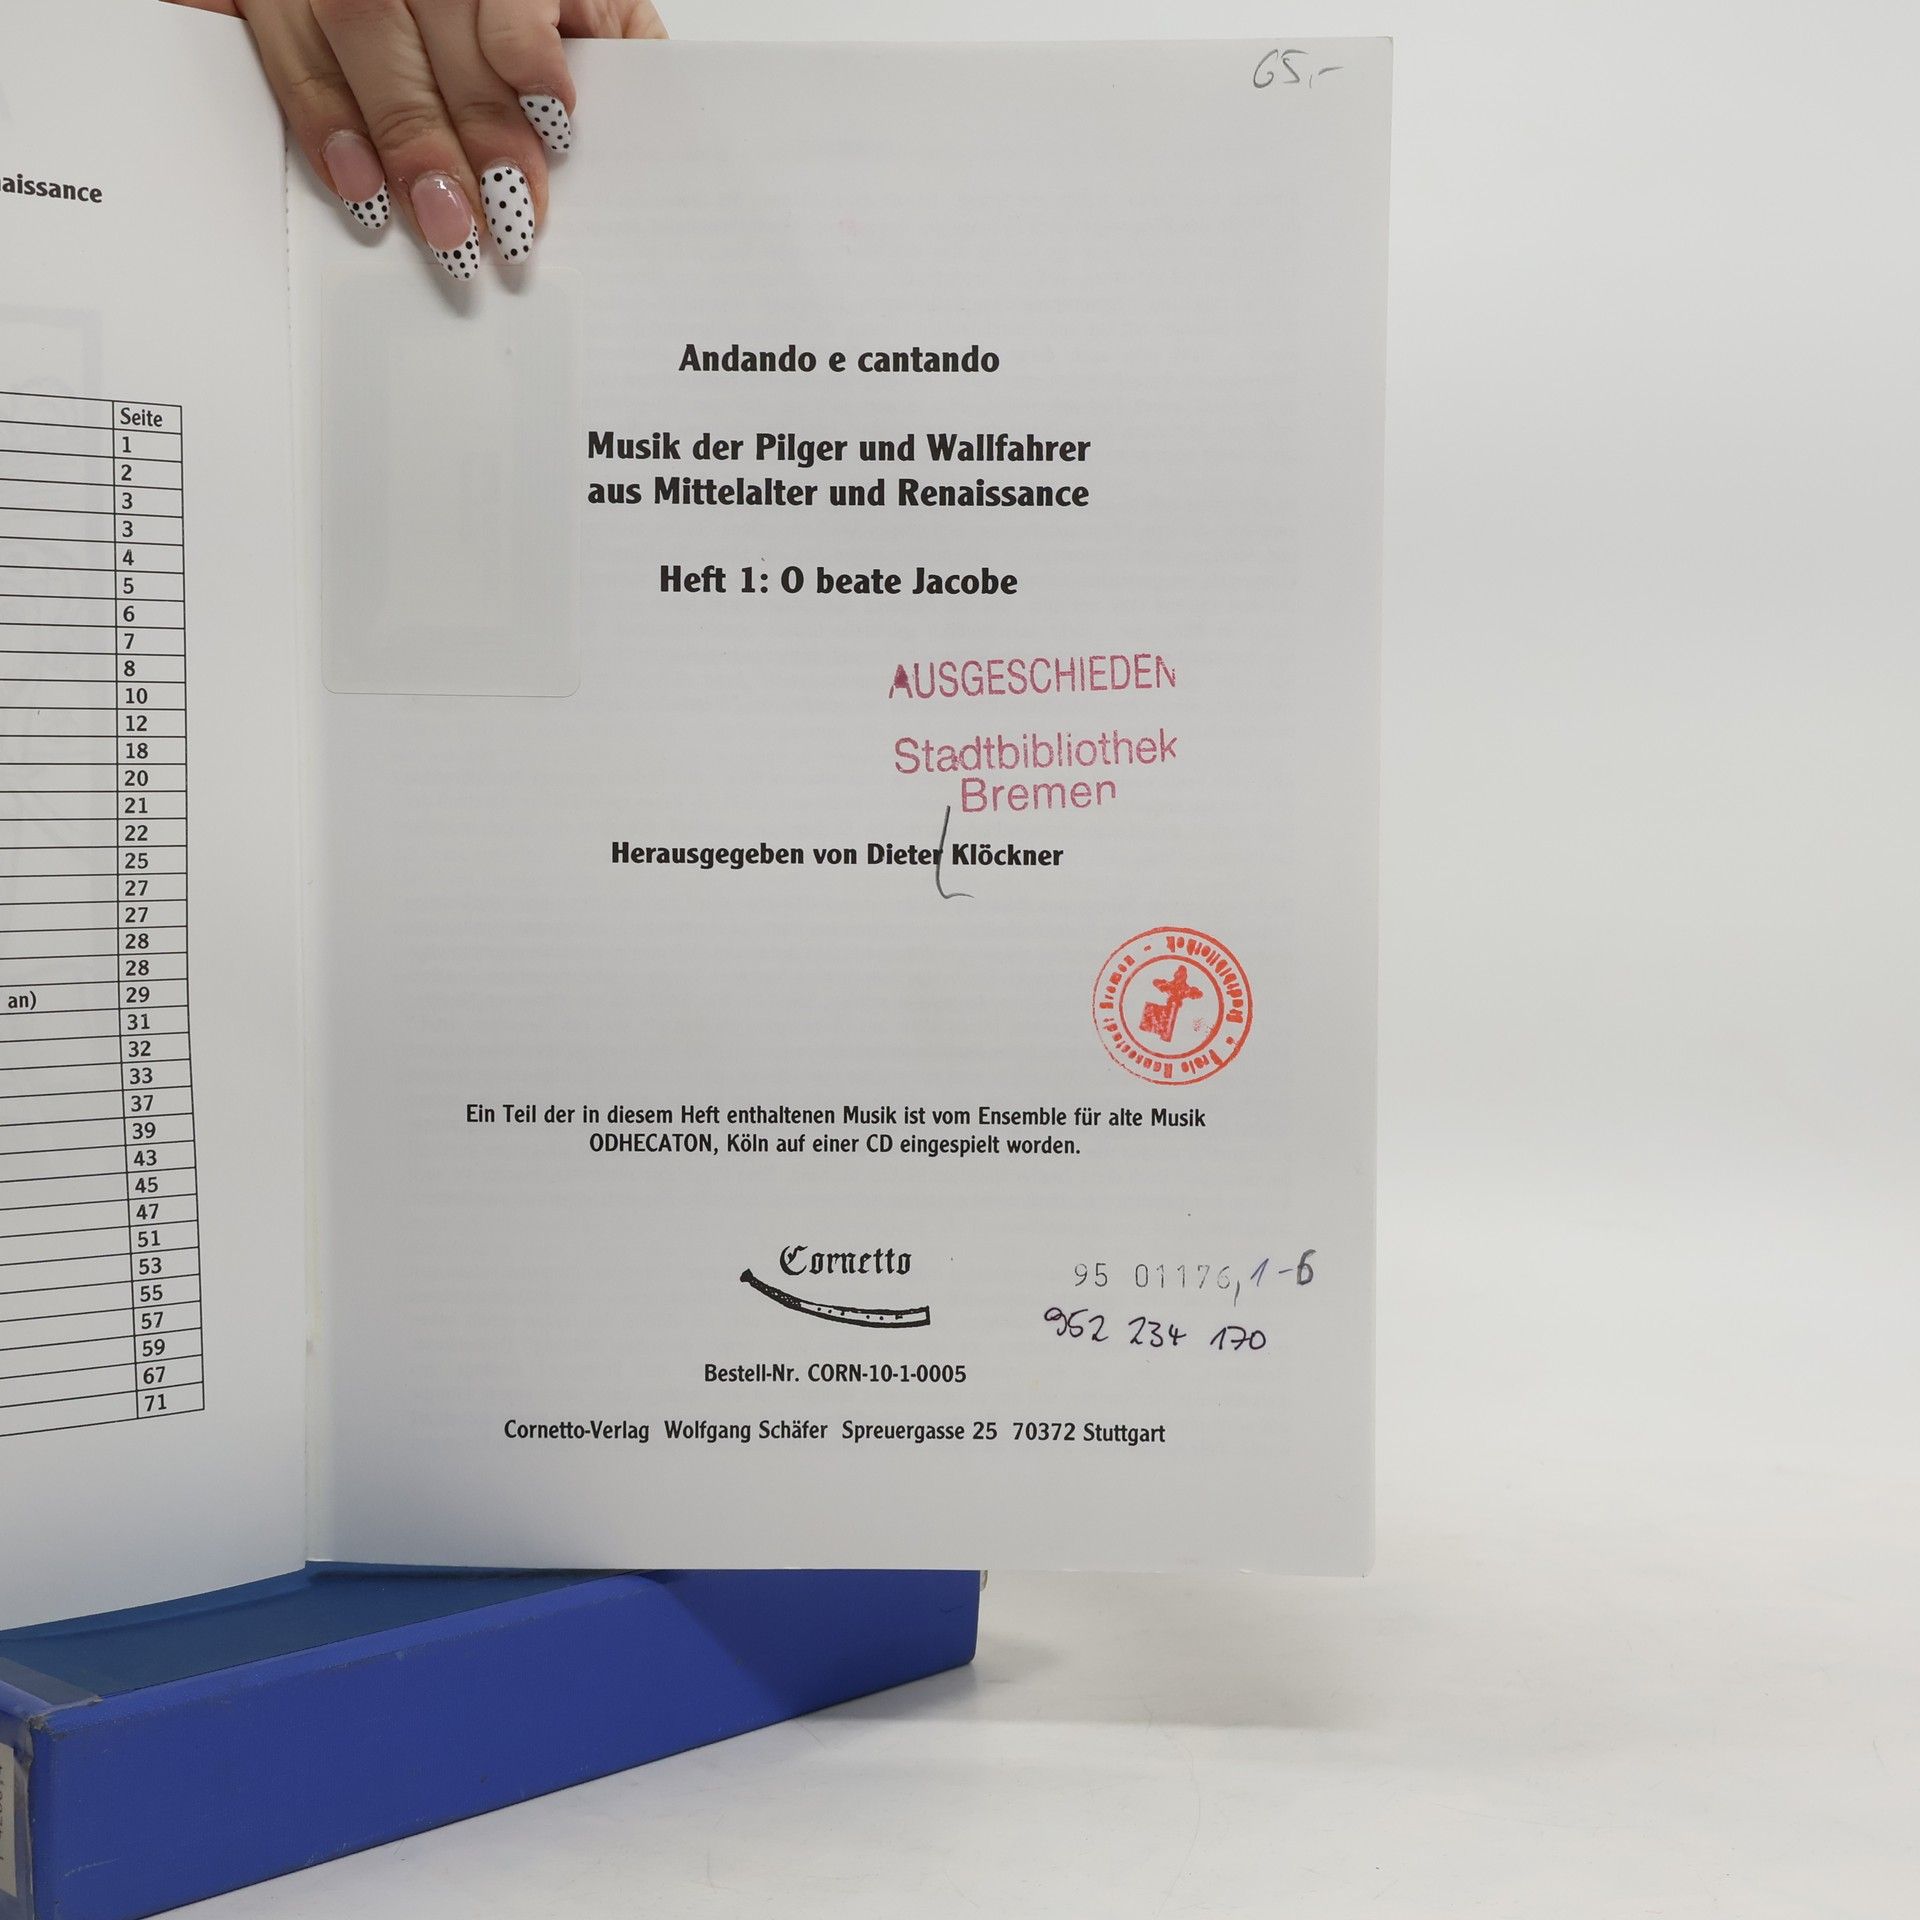 65,-
aissance
Seite
1
2
3
3
4
5
6
7
8
10
12
18
20
21
22
25
27
27
28
28
an) 29
31
32
33
37
39
43
45
47
51
53
55
57
59
67
71
Andando e cantando
Musik der Pilger und Wallfahrer
aus Mittelalter und Renaissance
Heft 1: O beate Jacobe
AUSGESCHIEDEN
Stadtbibliothek
Bremen
Herausgegeben von Dieter Klöckner
Stadtbibliothek - Freie Hansestadt Bremen -
Ein Teil der in diesem Heft enthaltenen Musik ist vom Ensemble für alte Musik
ODHECATON, Köln auf einer CD eingespielt worden.
Cornetto
95 01176, 1-6
952 234 170
Bestell-Nr. CORN-10-1-0005
Cornetto-Verlag Wolfgang Schäfer Spreuergasse 25 70372 Stuttgart